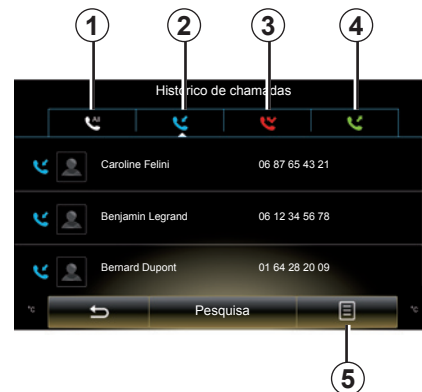 1 2 3 4
Histórico de chamadas
All
Caroline Felini 06 87 65 43 21
Benjamin Legrand 06 12 34 56 78
Bernard Dupont 01 64 28 20 09
°C Pesquisa °C
5